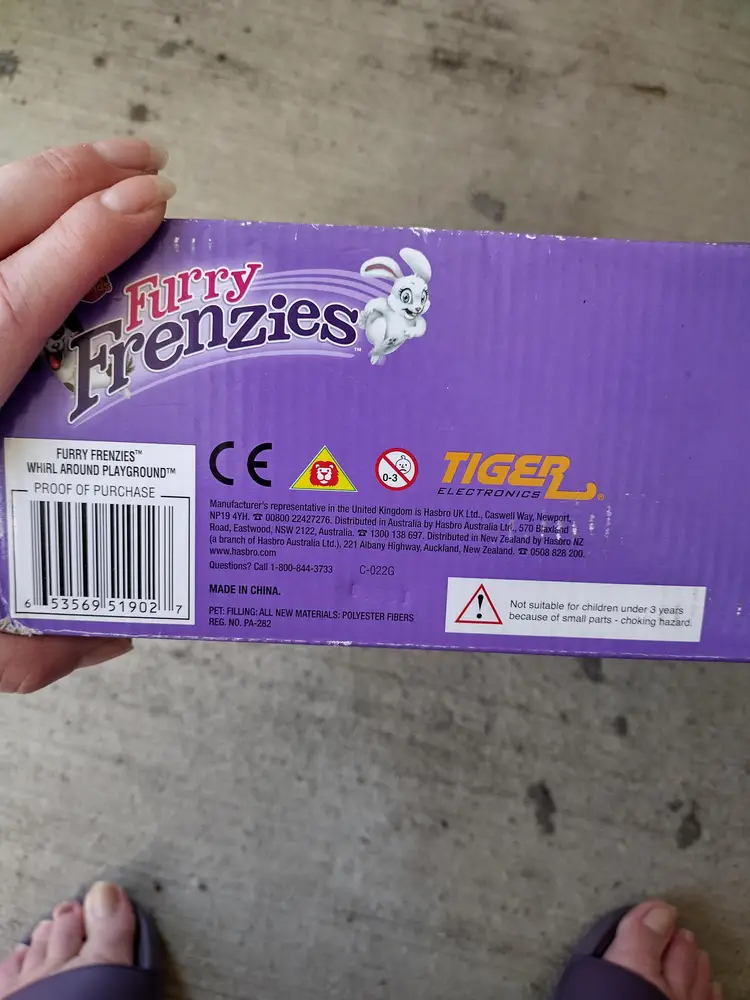 Furry
Frenzies™
FURRY FRENZIES™
WHIRL AROUND PLAYGROUND™
PROOF OF PURCHASE
6 53569 51902 7
CE
0-3
TIGER
ELECTRONICS®
Manufacturer's representative in the United Kingdom is Hasbro UK Ltd., Caswell Way, Newport,
NP19 4YH. ☎ 00800 22427276. Distributed in Australia by Hasbro Australia Ltd., 570 Blaxland
Road, Eastwood, NSW 2122, Australia. ☎ 1300 138 697. Distributed in New Zealand by Hasbro NZ
(a branch of Hasbro Australia Ltd.), 221 Albany Highway, Auckland, New Zealand. ☎ 0508 828 200.
www.hasbro.com
Questions? Call 1-800-844-3733 C-022G
MADE IN CHINA.
PET: FILLING: ALL NEW MATERIALS: POLYESTER FIBERS
REG. NO. PA-282
Not suitable for children under 3 years
because of small parts - choking hazard.